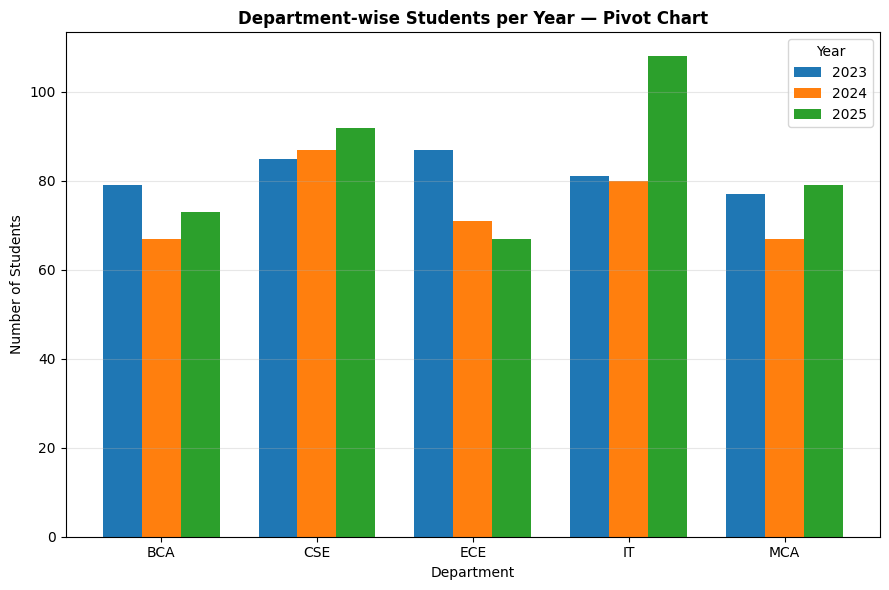 Department-wise Students per Year — Pivot Chart
Year
2023
2024
2025
Number of Students
100
80
60
40
20
0
BCA CSE ECE IT MCA
Department